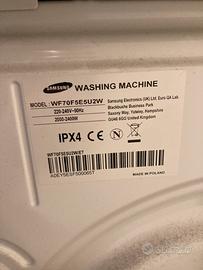 SAMSUNG WASHING MACHINE
MODEL : WF70F5E5U2W
220-240V~50Hz
2000-2400W
Samsung Electronics (UK) Ltd, Euro QA Lab.
Blackbushe Business Park
Saxony Way, Yateley, Hampshire
GU46 6GG United Kingdom
IPX4
WF70F5E5U2W/ET
MADE IN POLAND
subito